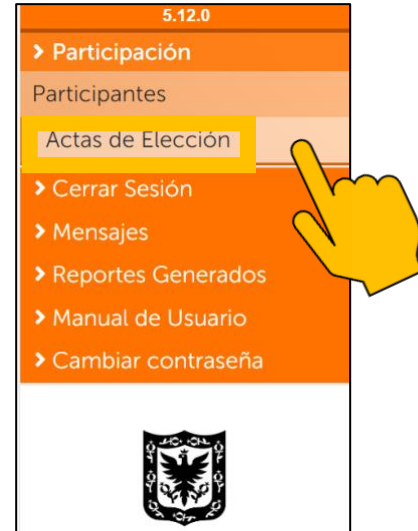 5.12.0
Participación
Participantes
Actas de Elección
Cerrar Sesión
Mensajes
Reportes Generados
Manual de Usuario
Cambiar contraseña